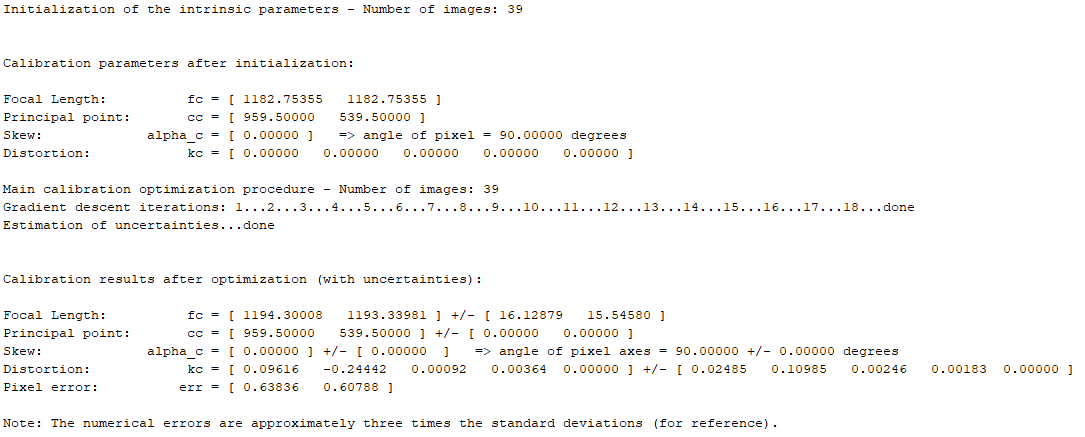 Initialization of the intrinsic parameters - Number of images: 39
Calibration parameters after initialization:
Focal Length: fc = [ 1182.75355 1182.75355 ]
Principal point: cc = [ 959.50000 539.50000 ]
Skew: alpha_c = [ 0.00000 ] => angle of pixel = 90.00000 degrees
Distortion: kc = [ 0.00000 0.00000 0.00000 0.00000 0.00000 ]
Main calibration optimization procedure - Number of images: 39
Gradient descent iterations: 1...2...3...4...5...6...7...8...9...10...11...12...13...14...15...16...17...18...done
Estimation of uncertainties...done
Calibration results after optimization (with uncertainties):
Focal Length: fc = [ 1194.30008 1193.33981 ] +/- [ 16.12879 15.54580 ]
Principal point: cc = [ 959.50000 539.50000 ] +/- [ 0.00000 0.00000 ]
Skew: alpha_c = [ 0.00000 ] +/- [ 0.00000 ] => angle of pixel axes = 90.00000 +/- 0.00000 degrees
Distortion: kc = [ 0.09616 -0.24442 0.00092 0.00364 0.00000 ] +/- [ 0.02485 0.10985 0.00246 0.00183 0.00000 ]
Pixel error: err = [ 0.63836 0.60788 ]
Note: The numerical errors are approximately three times the standard deviations (for reference).